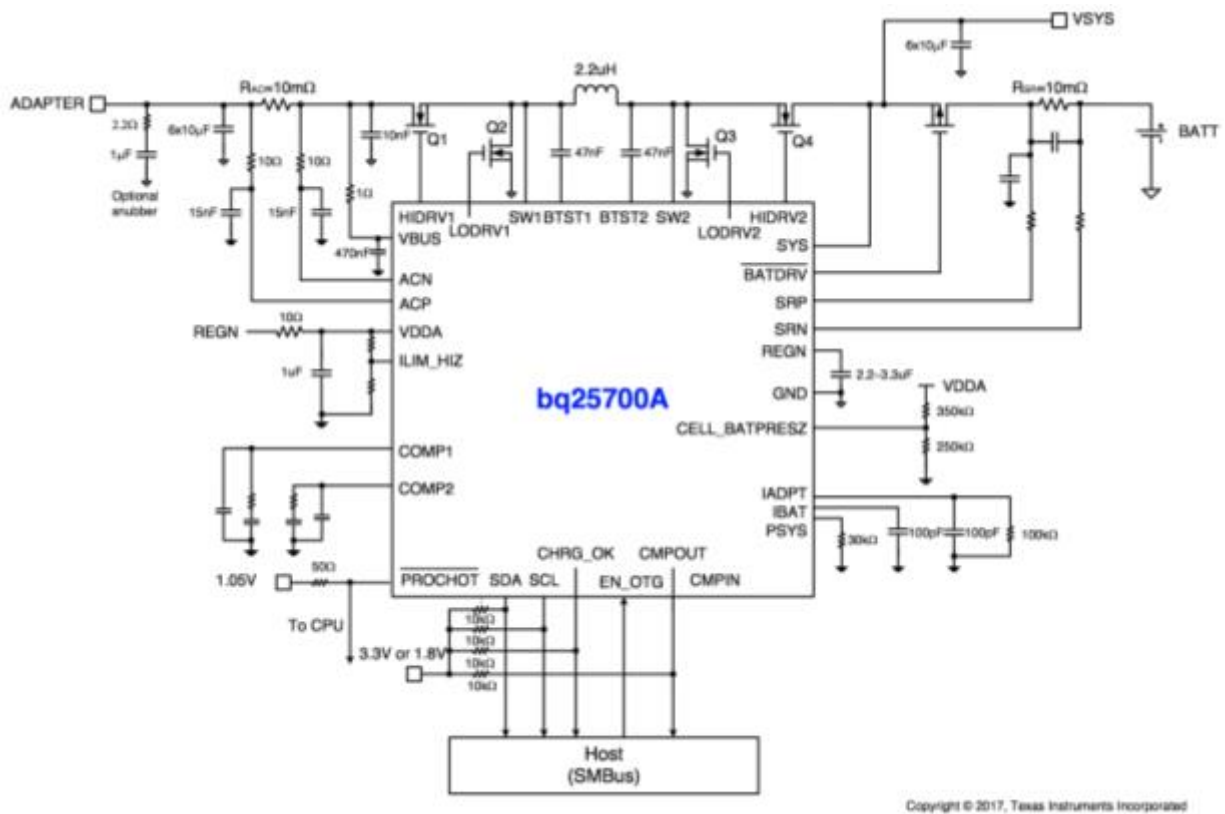 VSYS
6x10µF
2.2uH
RAC=10mΩ
10mΩ
ADAPTER
2.2Ω
6x10µF
10nF
Q1
Q2
47nF
47nF
Q3
Q4
BATT
1µF
10Ω
10Ω
Optional
snubber
1Ω
15nF
15nF
HIDRV1
SW1
BTST1
BTST2
SW2
HIDRV2
LODRV1
LODRV2
VBUS
SYS
470nF
BATDRV
ACN
ACP
SRP
10Ω
REGN
VDDA
SRN
ILIM_HIZ
REGN
1uF
2.2~3.3uF
bq25700A
GND
VDDA
350kΩ
CELL_BATPRESZ
250kΩ
COMP1
COMP2
IADPT
IBAT
PSYS
30kΩ
100pF
100pF
100kΩ
CHRG_OK
CMPOUT
50Ω
1.05V
PROCHOT
SDA
SCL
EN_OTG
CMPIN
To CPU
10kΩ
10kΩ
3.3V or 1.8V
10kΩ
10kΩ
Host
(SMBus)
Copyright © 2017, Texas Instruments Incorporated